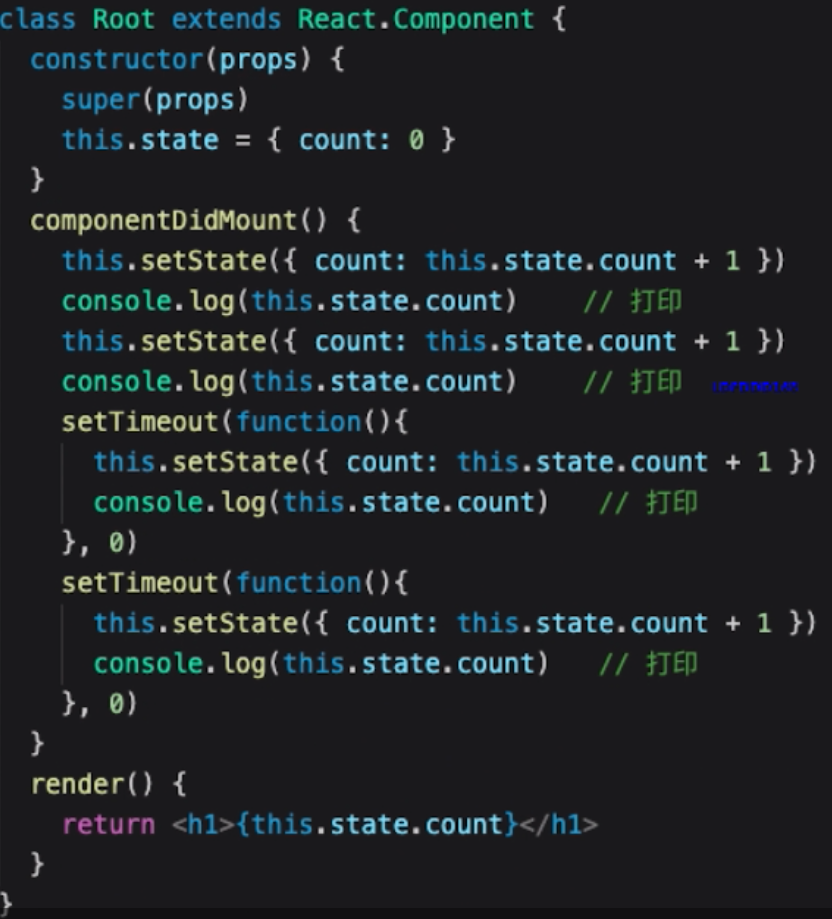 class Root extends React.Component {
  constructor(props) {
    super(props)
    this.state = { count: 0 }
  }
  componentDidMount() {
    this.setState({ count: this.state.count + 1 })
    console.log(this.state.count)    // 打印
    this.setState({ count: this.state.count + 1 })
    console.log(this.state.count)    // 打印
    setTimeout(function(){
      this.setState({ count: this.state.count + 1 })
      console.log(this.state.count)   // 打印
    }, 0)
    setTimeout(function(){
      this.setState({ count: this.state.count + 1 })
      console.log(this.state.count)   // 打印
    }, 0)
  }
  render() {
    return <h1>{this.state.count}</h1>
  }
}